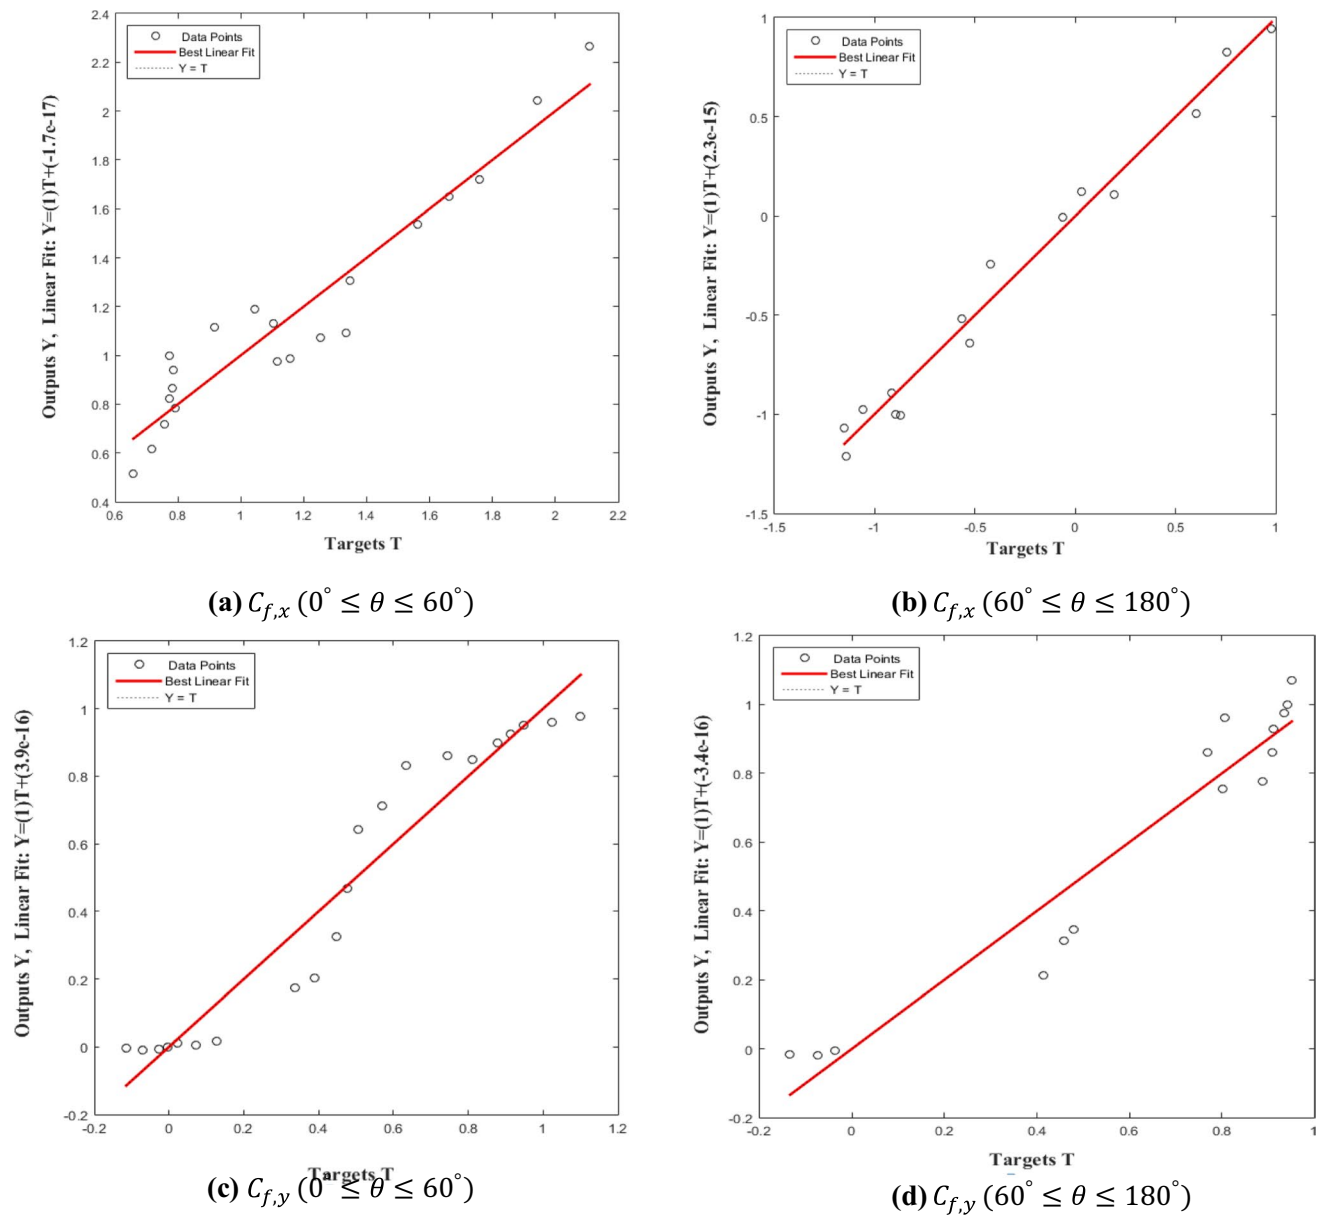 2.4
2.2
2
1.8
1.6
1.4
1.2
1
0.8
0.6
0.4
Data Points
Best Linear Fit
Y = T
Outputs Y, Linear Fit: Y=(1)T+(-1.7e-17)
0.6 0.8 1 1.2 1.4 1.6 1.8 2 2.2
Targets T
(a) C_{f,x} (0° ≤ θ ≤ 60°)
1
0.5
0
-0.5
-1
-1.5
Data Points
Best Linear Fit
Y = T
Outputs Y, Linear Fit: Y=(1)T+(2.3e-15)
-1.5 -1 -0.5 0 0.5 1
Targets T
(b) C_{f,x} (60° ≤ θ ≤ 180°)
1.2
1
0.8
0.6
0.4
0.2
0
-0.2
Data Points
Best Linear Fit
Y = T
Outputs Y, Linear Fit: Y=(1)T+(3.9e-16)
-0.2 0 0.2 0.4 0.6 0.8 1 1.2
Targets T
(c) C_{f,y} (0° ≤ θ ≤ 60°)
1.2
1
0.8
0.6
0.4
0.2
0
-0.2
Data Points
Best Linear Fit
Y = T
Outputs Y, Linear Fit: Y=(1)T+(-3.4e-16)
-0.2 0 0.2 0.4 0.6 0.8 1
Targets T
(d) C_{f,y} (60° ≤ θ ≤ 180°)